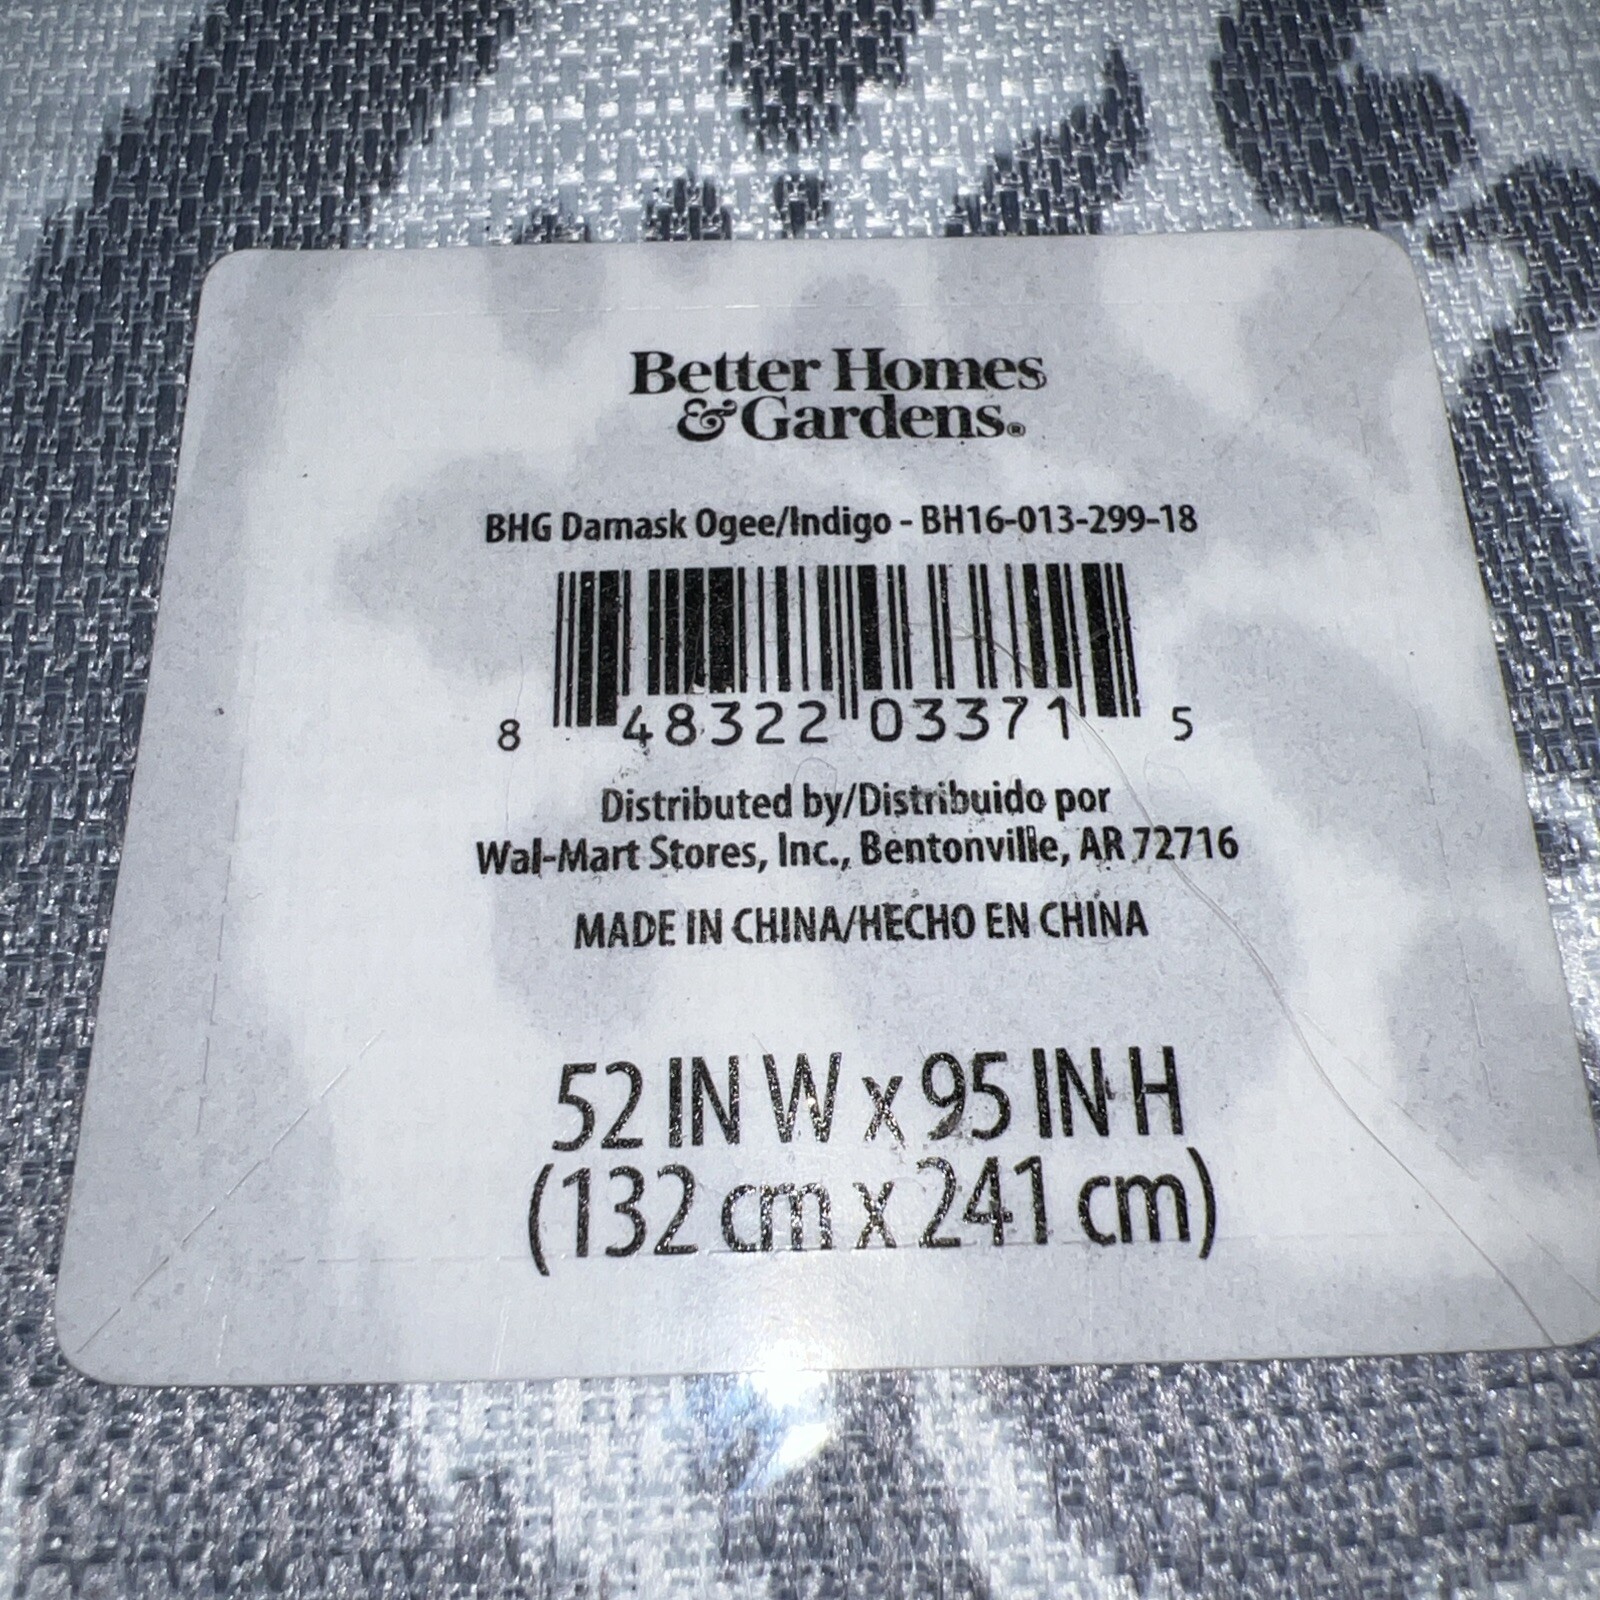 Better Homes
& Gardens®
BHG Damask Ogee/Indigo - BH16-013-299-18
8 48322 03371 5
Distributed by/Distribuido por
Wal-Mart Stores, Inc., Bentonville, AR 72716
MADE IN CHINA/HECHO EN CHINA
52 IN W x 95 IN H
(132 cm x 241 cm)